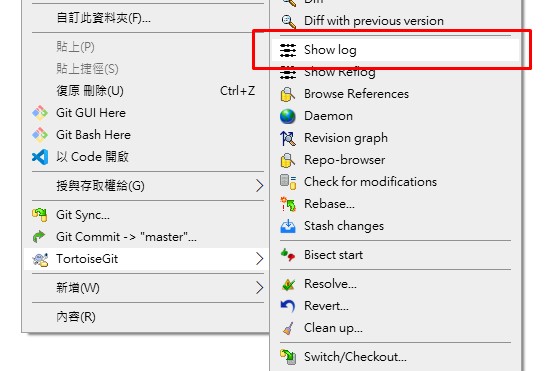 自訂此資料夾(F)...
貼上(P)
貼上捷徑(S)
復原 刪除(U) Ctrl+Z
Git GUI Here
Git Bash Here
以 Code 開啟
授與存取權給(G)
Git Sync...
Git Commit -> "master"...
TortoiseGit
新增(W)
內容(R)
Diff with previous version
Show log
Show Reflog
Browse References
Daemon
Revision graph
Repo-browser
Check for modifications
Rebase...
Stash changes
Bisect start
Resolve...
Revert...
Clean up...
Switch/Checkout...